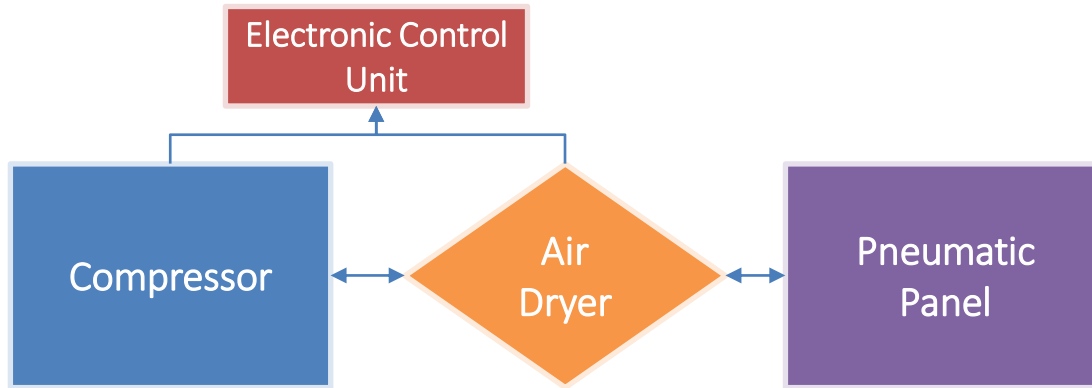 Electronic Control
Unit
Compressor
Air
Dryer
Pneumatic
Panel